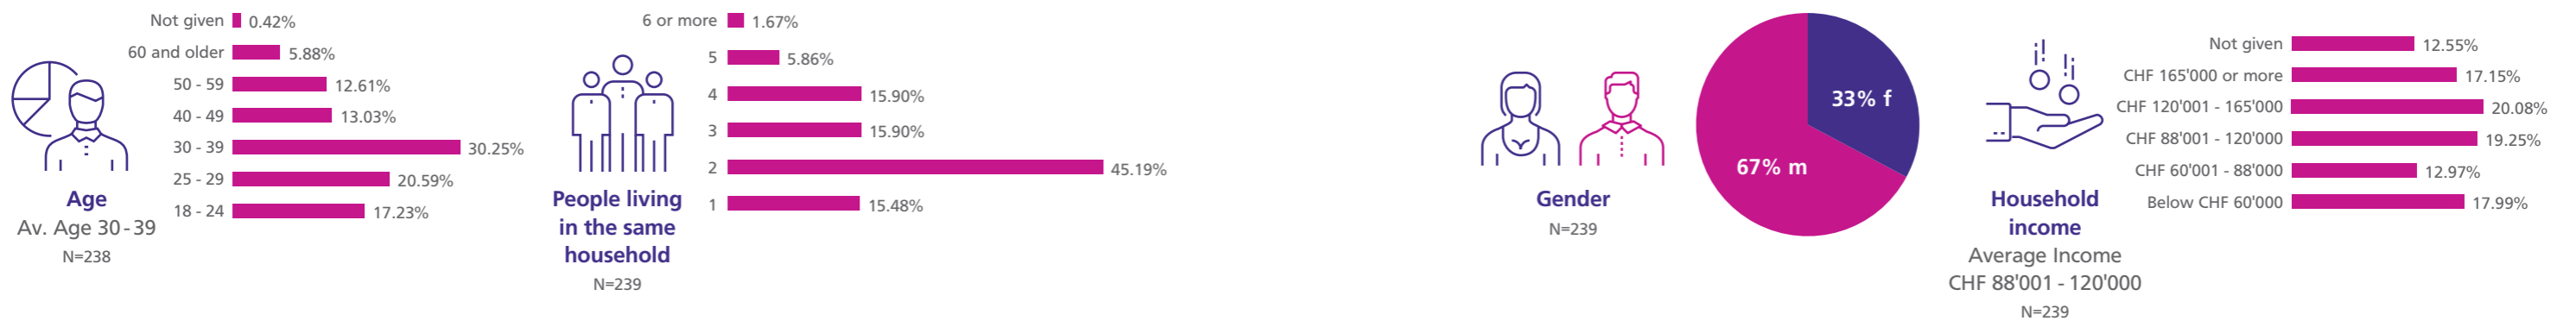 Not given 0.42%
60 and older 5.88%
50 - 59 12.61%
40 - 49 13.03%
30 - 39 30.25%
25 - 29 20.59%
18 - 24 17.23%
Age
Av. Age 30-39
N=238
6 or more 1.67%
5 5.86%
4 15.90%
3 15.90%
2 45.19%
1 15.48%
People living
in the same
household
N=239
33% f
67% m
Gender
N=239
Not given 12.55%
CHF 165'000 or more 17.15%
CHF 120'001 - 165'000 20.08%
CHF 88'001 - 120'000 19.25%
CHF 60'001 - 88'000 12.97%
Below CHF 60'000 17.99%
Household
income
Average Income
CHF 88'001 - 120'000
N=239